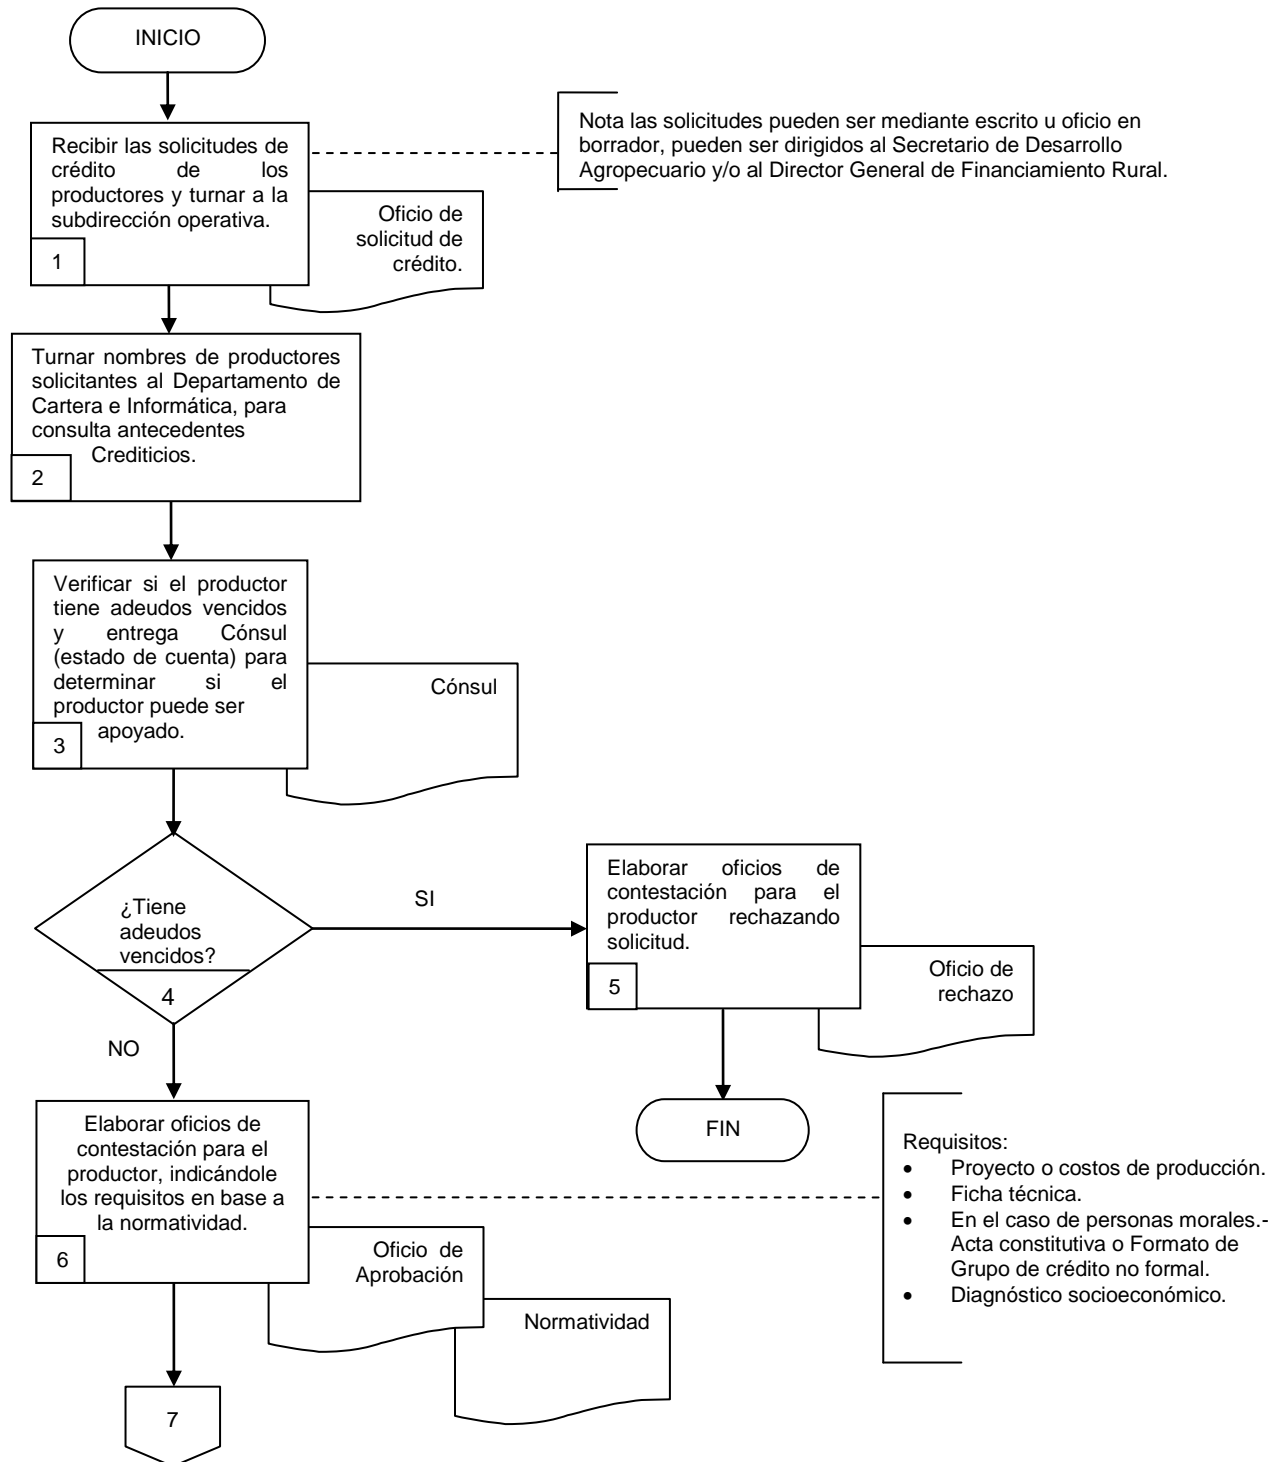 INICIO
Recibir las solicitudes de
crédito de los
productores y turnar a la
subdirección operativa.
1
Nota las solicitudes pueden ser mediante escrito u oficio en
borrador, pueden ser dirigidos al Secretario de Desarrollo
Agropecuario y/o al Director General de Financiamiento Rural.
Oficio de
solicitud de
crédito.
Turnar nombres de productores
solicitantes al Departamento de
Cartera e Informática, para
consulta antecedentes
Crediticios.
2
Verificar si el productor
tiene adeudos vencidos
y entrega Cónsul
(estado de cuenta) para
determinar si el
productor puede ser
apoyado.
3
Cónsul
¿Tiene
adeudos
vencidos?
4
SI
Elaborar oficios de
contestación para el
productor rechazando
solicitud.
5
Oficio de
rechazo
FIN
NO
Elaborar oficios de
contestación para el
productor, indicándole
los requisitos en base a
la normatividad.
6
Oficio de
Aprobación
Normatividad
Requisitos:
• Proyecto o costos de producción.
• Ficha técnica.
• En el caso de personas morales.-
Acta constitutiva o Formato de
Grupo de crédito no formal.
• Diagnóstico socioeconómico.
7